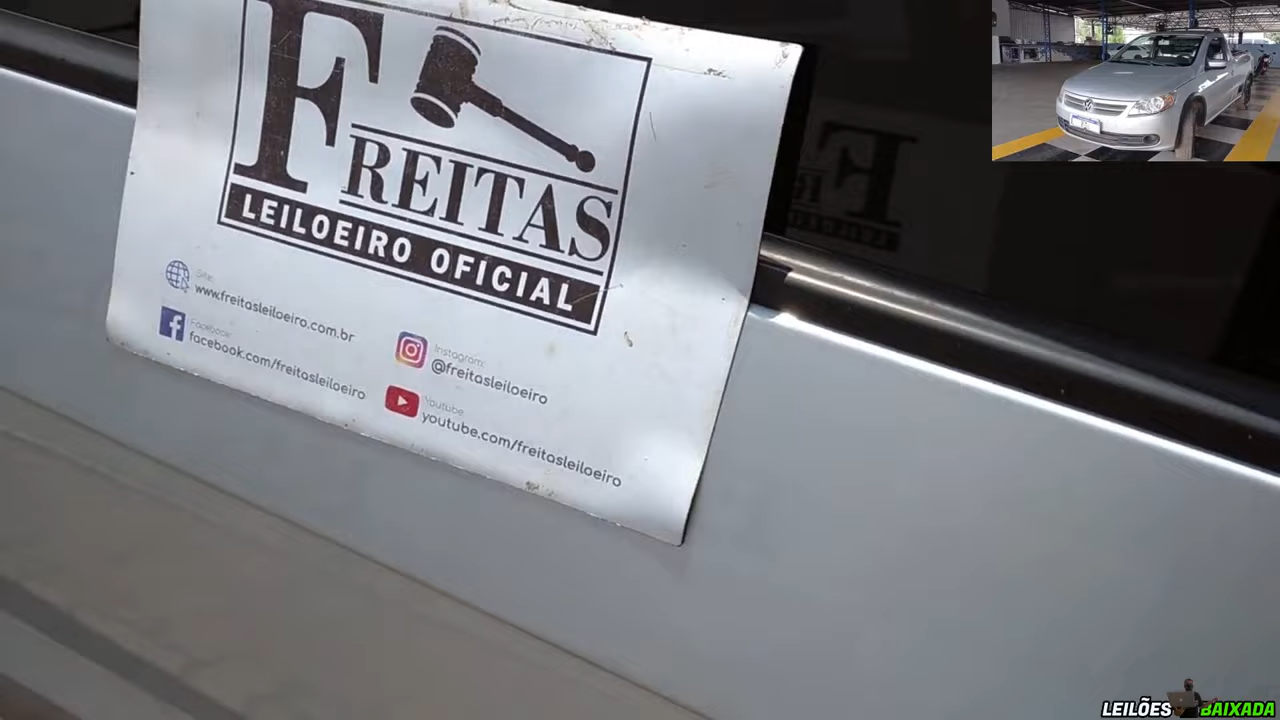 FREITAS
LEILOEIRO OFICIAL
Site:
www.freitasleiloeiro.com.br
Facebook:
facebook.com/freitasleiloeiro
Instagram:
@freitasleiloeiro
Youtube:
youtube.com/freitasleiloeiro
LEILÕES BAIXADA